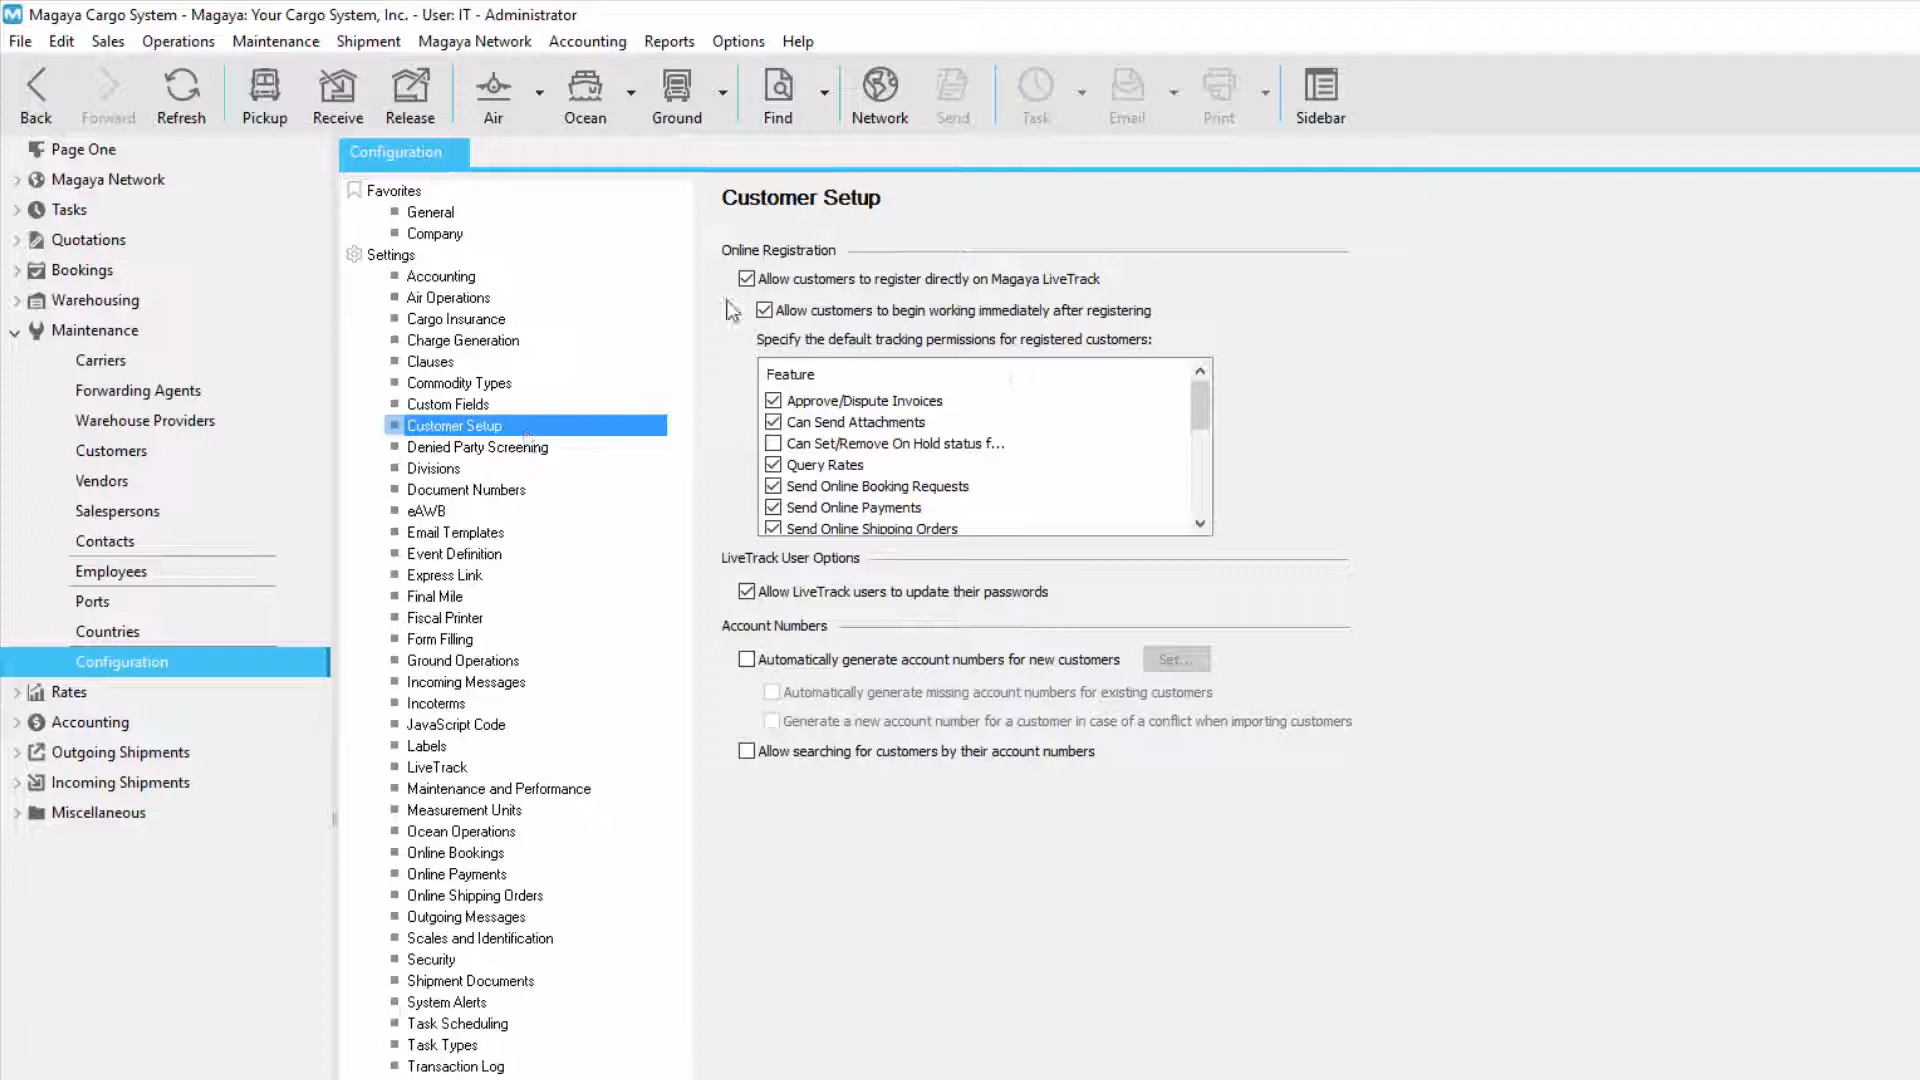 Magaya Cargo System - Magaya: Your Cargo System, Inc. - User: IT - Administrator
File Edit Sales Operations Maintenance Shipment Magaya Network Accounting Reports Options Help
Back Forward Refresh Pickup Receive Release Air Ocean Ground Find Network Send Task Email Print Sidebar
Page One
Magaya Network
Tasks
Quotations
Bookings
Warehousing
Maintenance
Carriers
Forwarding Agents
Warehouse Providers
Customers
Vendors
Salespersons
Contacts
Employees
Ports
Countries
Configuration
Rates
Accounting
Outgoing Shipments
Incoming Shipments
Miscellaneous
Configuration
Favorites
General
Company
Settings
Accounting
Air Operations
Cargo Insurance
Charge Generation
Clauses
Commodity Types
Custom Fields
Customer Setup
Denied Party Screening
Divisions
Document Numbers
eAWB
Email Templates
Event Definition
Express Link
Final Mile
Fiscal Printer
Form Filling
Ground Operations
Incoming Messages
Incoterms
JavaScript Code
Labels
LiveTrack
Maintenance and Performance
Measurement Units
Ocean Operations
Online Bookings
Online Payments
Online Shipping Orders
Outgoing Messages
Scales and Identification
Security
Shipment Documents
System Alerts
Task Scheduling
Task Types
Transaction Log
Customer Setup
Online Registration
Allow customers to register directly on Magaya LiveTrack
Allow customers to begin working immediately after registering
Specify the default tracking permissions for registered customers:
Feature
Approve/Dispute Invoices
Can Send Attachments
Can Set/Remove On Hold status f...
Query Rates
Send Online Booking Requests
Send Online Payments
Send Online Shipping Orders
LiveTrack User Options
Allow LiveTrack users to update their passwords
Account Numbers
Automatically generate account numbers for new customers Set...
Automatically generate missing account numbers for existing customers
Generate a new account number for a customer in case of a conflict when importing customers
Allow searching for customers by their account numbers